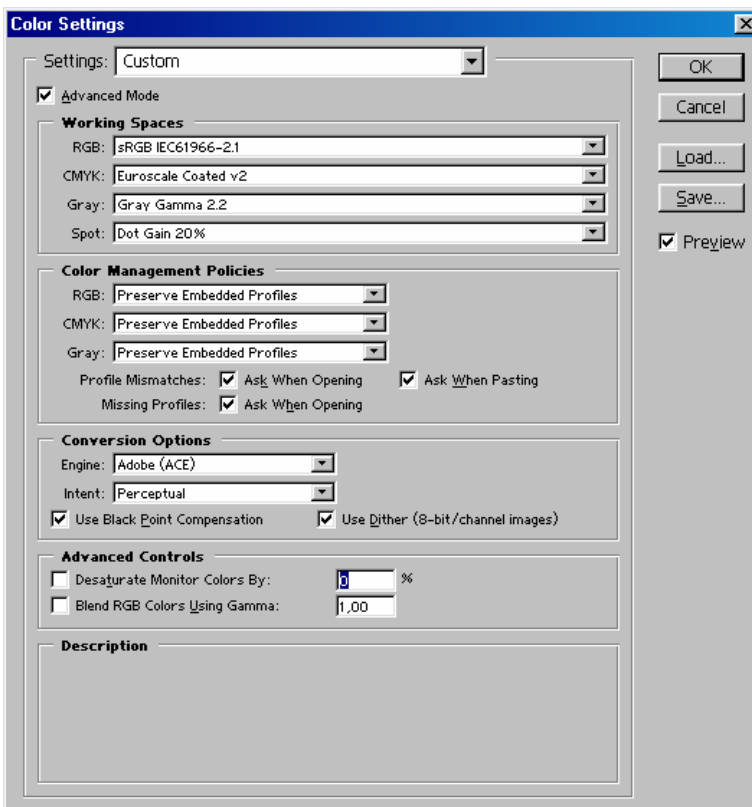 Color Settings
Settings: Custom
OK
Advanced Mode
Cancel
Working Spaces
RGB: sRGB IEC61966-2.1
Load...
CMYK: Euroscale Coated v2
Gray: Gray Gamma 2.2
Save...
Spot: Dot Gain 20%
Preview
Color Management Policies
RGB: Preserve Embedded Profiles
CMYK: Preserve Embedded Profiles
Gray: Preserve Embedded Profiles
Profile Mismatches: Ask When Opening Ask When Pasting
Missing Profiles: Ask When Opening
Conversion Options
Engine: Adobe (ACE)
Intent: Perceptual
Use Black Point Compensation Use Dither (8-bit/channel images)
Advanced Controls
Desaturate Monitor Colors By: 0 %
Blend RGB Colors Using Gamma: 1,00
Description